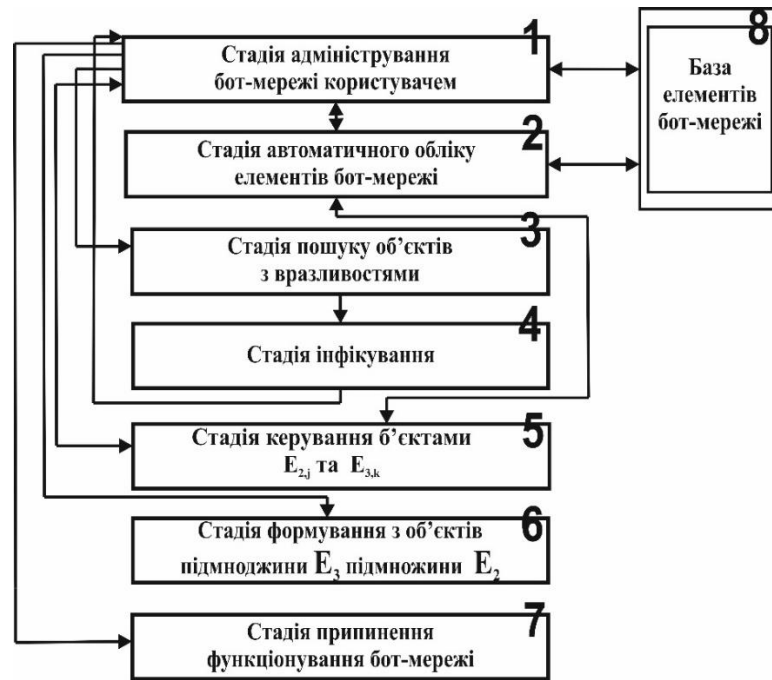 1
Стадія адміністрування
бот-мережі користувачем
8
База
елементів
бот-мережі
2
Стадія автоматичного обліку
елементів бот-мережі
3
Стадія пошуку об’єктів
з вразливостями
4
Стадія інфікування
5
Стадія керування б’єктами
E2,j та E3,k
6
Стадія формування з об’єктів
підмноджини E3 підмножини E2
7
Стадія припинення
функціонування бот-мережі